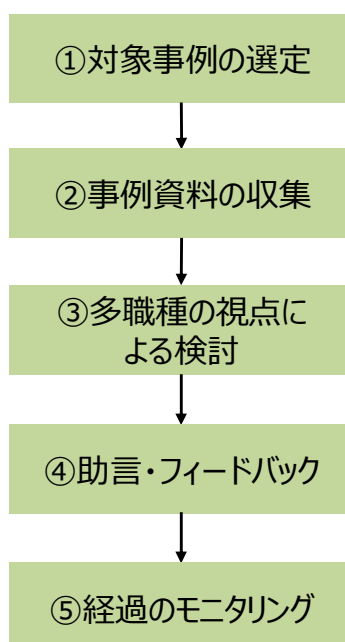 ①対象事例の選定
②事例資料の収集
③多職種の視点に
よる検討
④助言・フィードバック
⑤経過のモニタリング